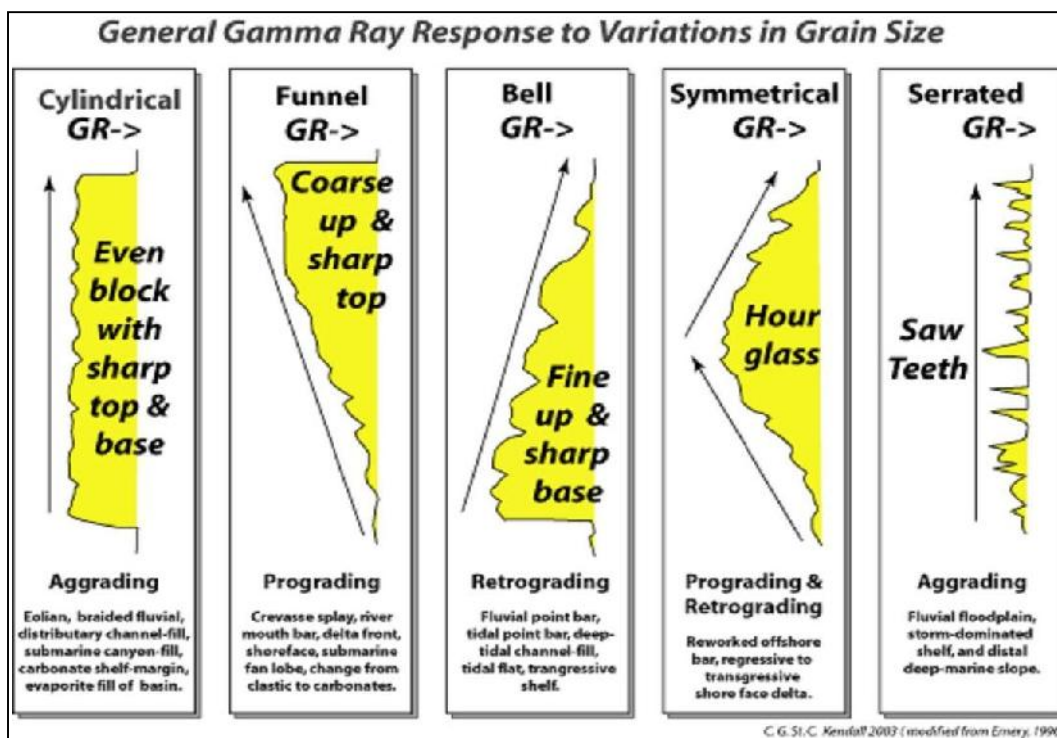 General Gamma Ray Response to Variations in Grain Size
Cylindrical
GR->
Even
block
with
sharp
top &
base
Aggrading
Eolian, braided fluvial,
distributary channel-fill,
submarine canyon-fill,
carbonate shelf-margin,
evaporite fill of basin.
Funnel
GR->
Coarse
up &
sharp
top
Prograding
Crevasse splay, river
mouth bar, delta front,
shoreface, submarine
fan lobe, change from
clastic to carbonates.
Bell
GR->
Fine
up &
sharp
base
Retrograding
Fluvial point bar,
tidal point bar, deep-
tidal channel-fill,
tidal flat, trangressive
shelf.
Symmetrical
GR->
Hour
glass
Prograding &
Retrograding
Reworked offshore
bar, regressive to
transgressive
shore face delta.
Serrated
GR->
Saw
Teeth
Aggrading
Fluvial floodplain,
storm-dominated
shelf, and distal
deep-marine slope.
C. G. St. C. Kendall 2003 ( modified from Emery, 1996